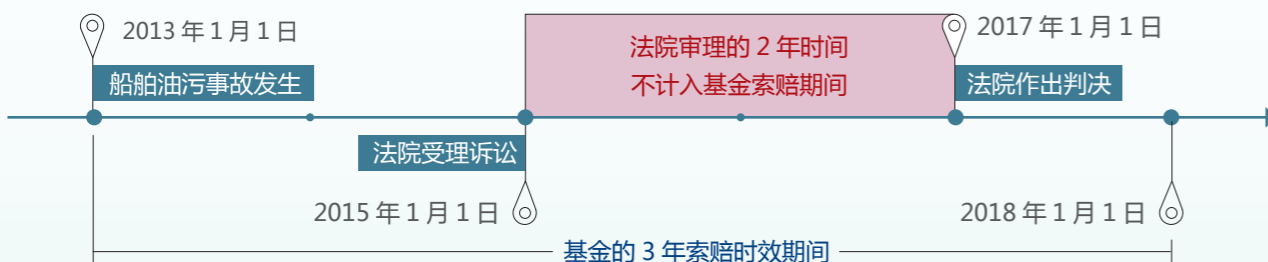 2013 年 1 月 1 日
船舶油污事故发生
法院审理的 2 年时间
不计入基金索赔期间
2017 年 1 月 1 日
法院作出判决
法院受理诉讼
2015 年 1 月 1 日
2018 年 1 月 1 日
基金的 3 年索赔时效期间